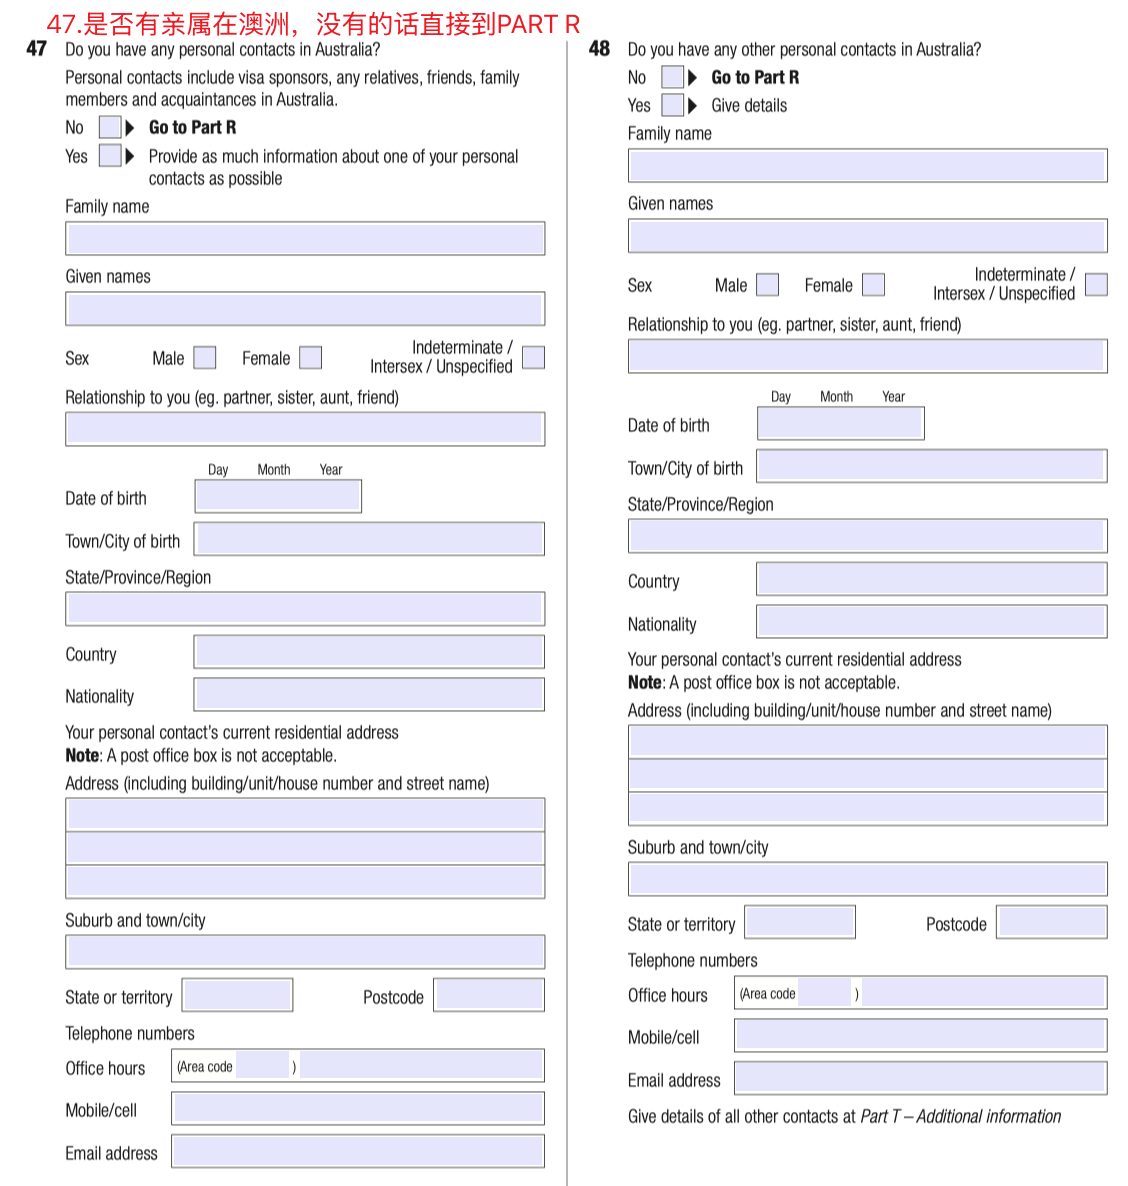 47.是否有亲属在澳洲，没有的话直接到PART R
47 Do you have any personal contacts in Australia?
Personal contacts include visa sponsors, any relatives, friends, family
members and acquaintances in Australia.
No Go to Part R
Yes Provide as much information about one of your personal
contacts as possible
Family name
Given names
Sex Male Female Indeterminate /
Intersex / Unspecified
Relationship to you (eg. partner, sister, aunt, friend)
Day Month Year
Date of birth
Town/City of birth
State/Province/Region
Country
Nationality
Your personal contact's current residential address
Note: A post office box is not acceptable.
Address (including building/unit/house number and street name)
Suburb and town/city
State or territory Postcode
Telephone numbers
Office hours (Area code )
Mobile/cell
Email address
48 Do you have any other personal contacts in Australia?
No Go to Part R
Yes Give details
Family name
Given names
Sex Male Female Indeterminate /
Intersex / Unspecified
Relationship to you (eg. partner, sister, aunt, friend)
Day Month Year
Date of birth
Town/City of birth
State/Province/Region
Country
Nationality
Your personal contact's current residential address
Note: A post office box is not acceptable.
Address (including building/unit/house number and street name)
Suburb and town/city
State or territory Postcode
Telephone numbers
Office hours (Area code )
Mobile/cell
Email address
Give details of all other contacts at Part T – Additional information